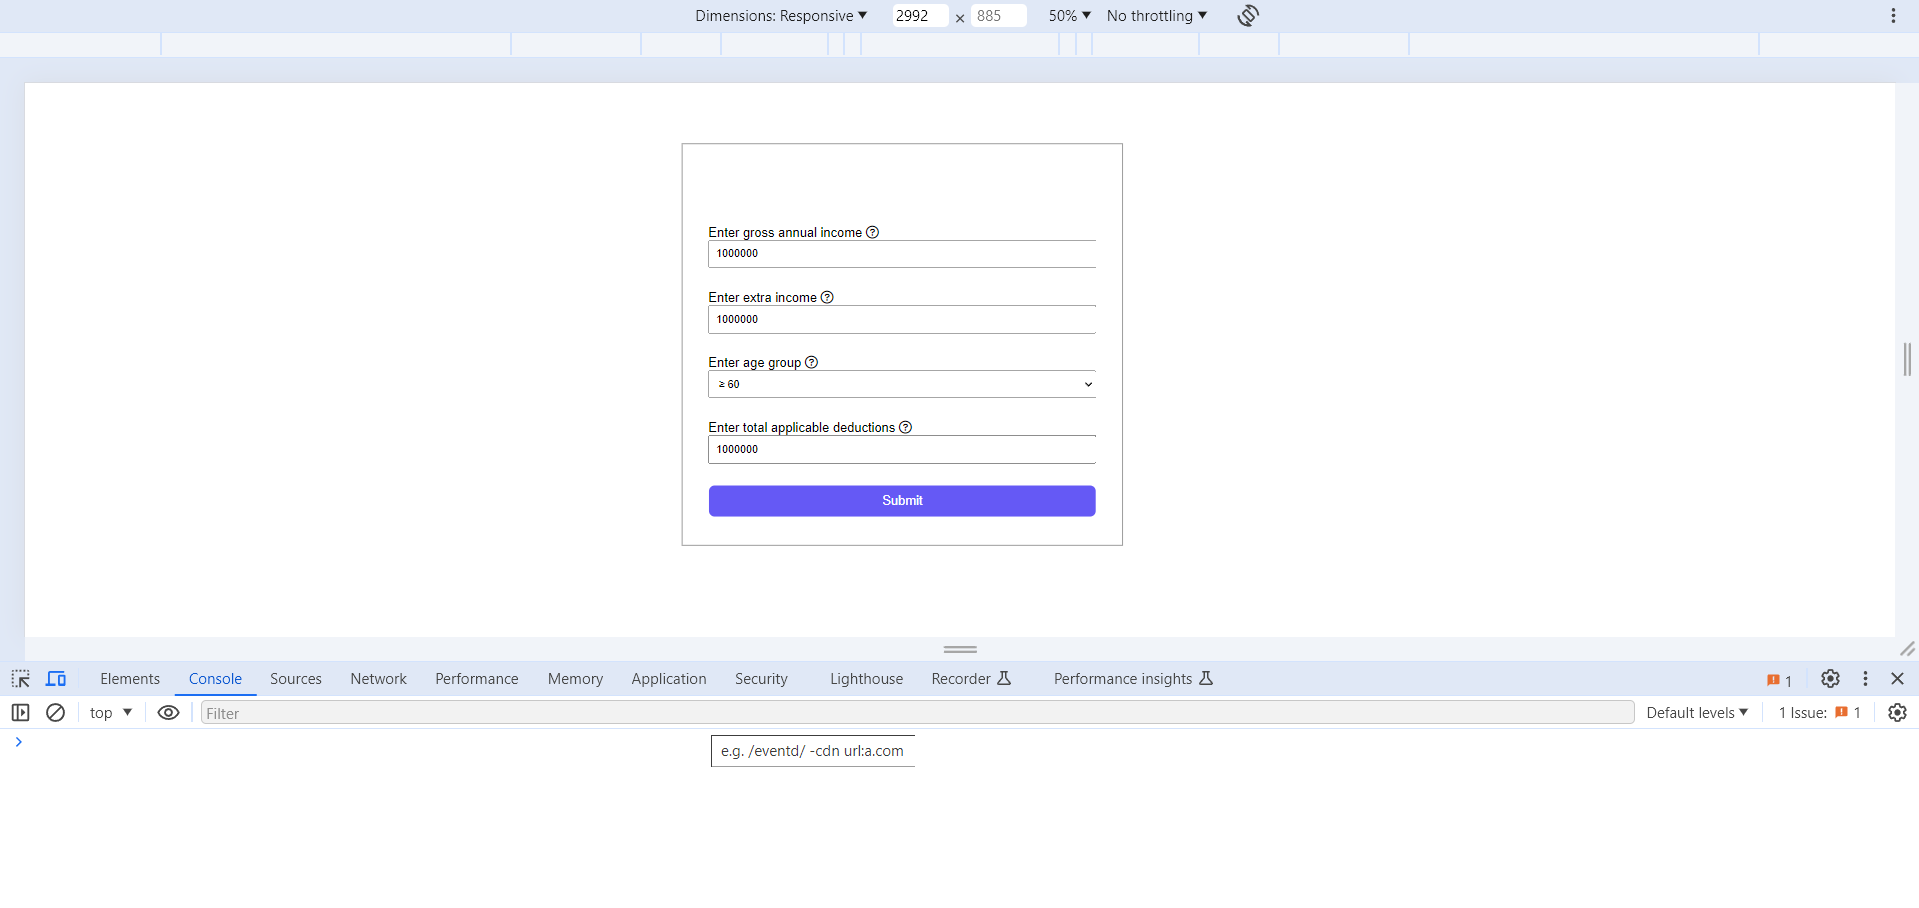 Dimensions: Responsive 2992 × 885 50% No throttling
Enter gross annual income
1000000
Enter extra income
1000000
Enter age group
≥ 60
Enter total applicable deductions
1000000
Submit
Elements Console Sources Network Performance Memory Application Security Lighthouse Recorder Performance insights 1
top Filter Default levels 1 Issue: 1
e.g. /eventd/ -cdn url:a.com